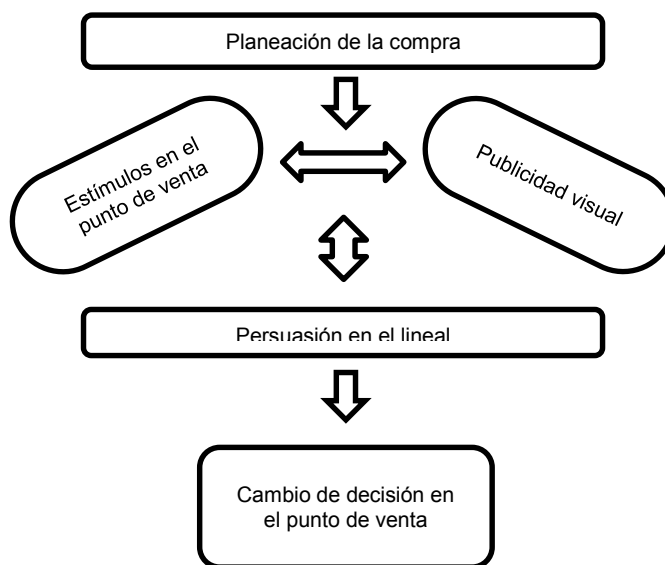 Planeación de la compra
Estímulos en el
punto de venta
Publicidad visual
Persuasión en el lineal
Cambio de decisión en
el punto de venta